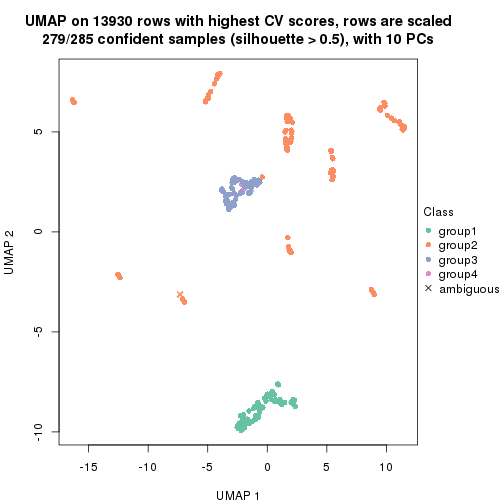 UMAP on 13930 rows with highest CV scores, rows are scaled
279/285 confident samples (silhouette > 0.5), with 10 PCs
5
0
-5
-10
UMAP 2
-15
-10
-5
0
5
10
UMAP 1
Class
group1
group2
group3
group4
ambiguous